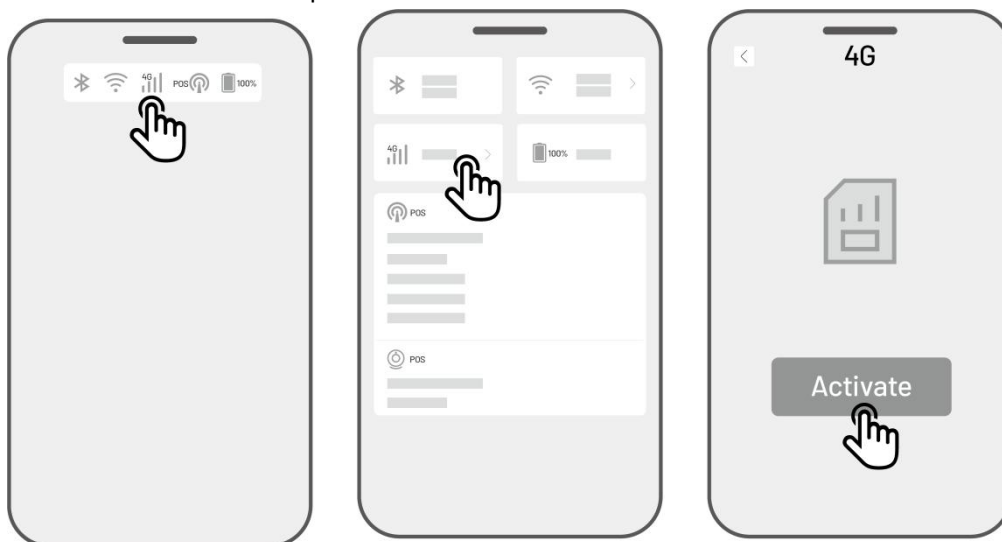 4G POS 100%
4G 100%
POS
POS
4G
Activate